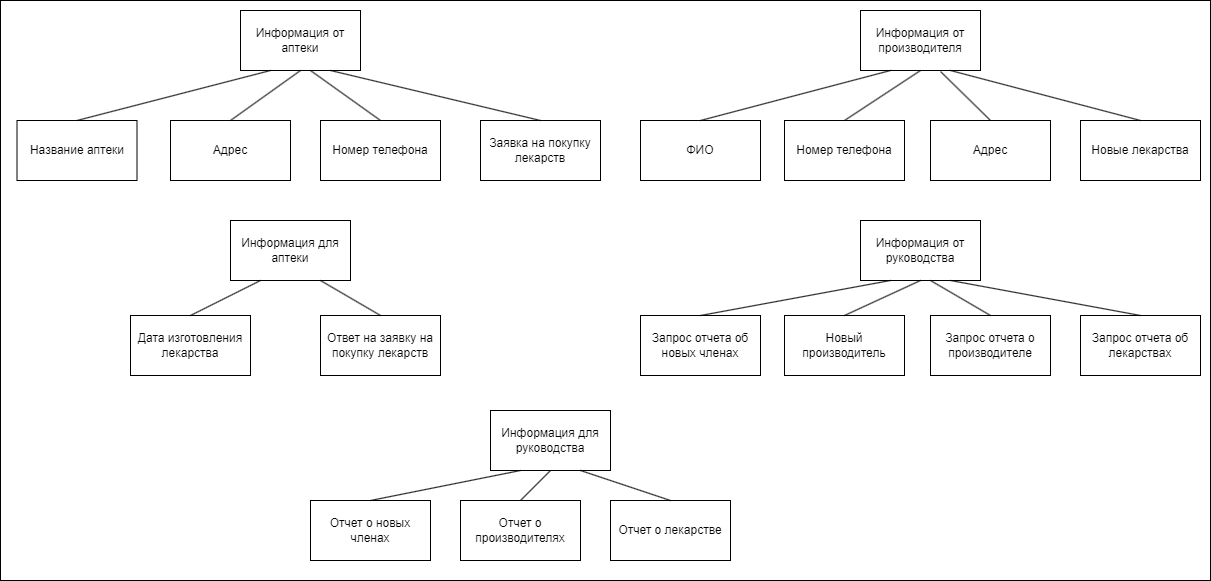 Информация от
аптеки
Информация от
производителя
Название аптеки
Адрес
Номер телефона
Заявка на покупку
лекарств
ФИО
Номер телефона
Адрес
Новые лекарства
Информация для
аптеки
Информация от
руководства
Дата изготовления
лекарства
Ответ на заявку на
покупку лекарств
Запрос отчета об
новых членах
Новый
производитель
Запрос отчета о
производителе
Запрос отчета об
лекарствах
Информация для
руководства
Отчет о новых
членах
Отчет о
производителях
Отчет о лекарстве